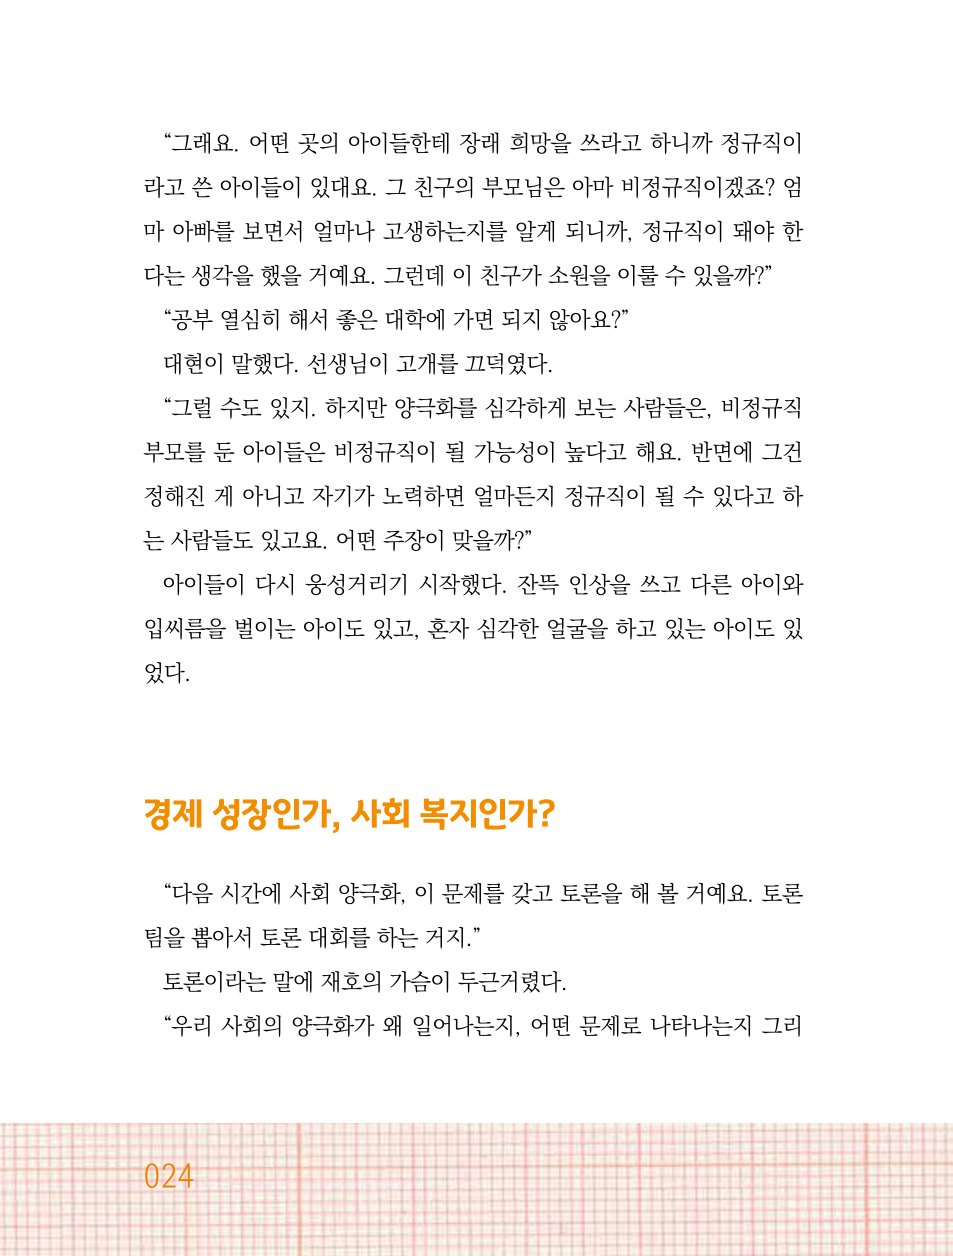 “그래요. 어떤 곳의 아이들한테 장래 희망을 쓰라고 하니까 정규직이
라고 쓴 아이들이 있대요. 그 친구의 부모님은 아마 비정규직이겠죠? 엄
마 아빠를 보면서 얼마나 고생하는지를 알게 되니까, 정규직이 돼야 한
다는 생각을 했을 거예요. 그런데 이 친구가 소원을 이룰 수 있을까?”
“공부 열심히 해서 좋은 대학에 가면 되지 않아요?”
대현이 말했다. 선생님이 고개를 끄덕였다.
“그럴 수도 있지. 하지만 양극화를 심각하게 보는 사람들은, 비정규직
부모를 둔 아이들은 비정규직이 될 가능성이 높다고 해요. 반면에 그건
정해진 게 아니고 자기가 노력하면 얼마든지 정규직이 될 수 있다고 하
는 사람들도 있고요. 어떤 주장이 맞을까?”
아이들이 다시 웅성거리기 시작했다. 잔뜩 인상을 쓰고 다른 아이와
입씨름을 벌이는 아이도 있고, 혼자 심각한 얼굴을 하고 있는 아이도 있
었다.
경제 성장인가, 사회 복지인가?
“다음 시간에 사회 양극화, 이 문제를 갖고 토론을 해 볼 거예요. 토론
팀을 뽑아서 토론 대회를 하는 거지.”
토론이라는 말에 재호의 가슴이 두근거렸다.
“우리 사회의 양극화가 왜 일어나는지, 어떤 문제로 나타나는지 그리
024